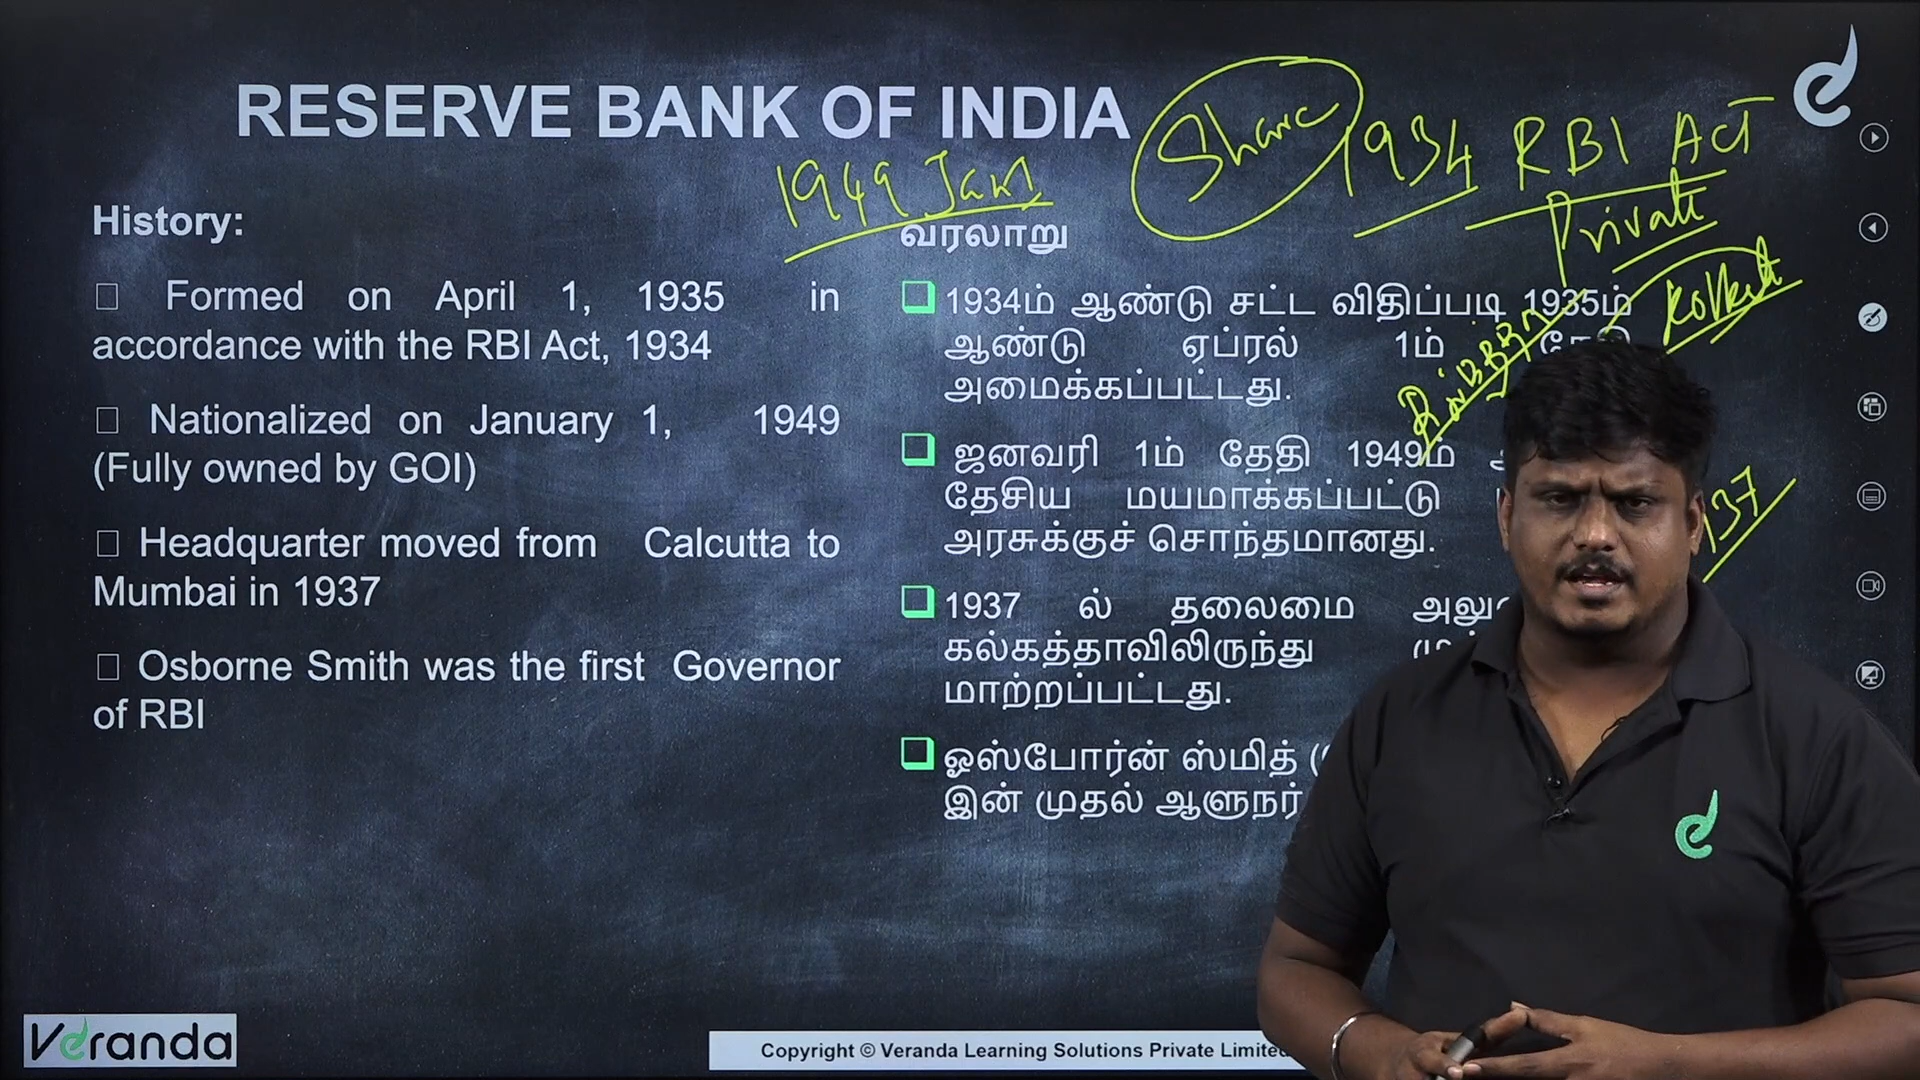 RESERVE BANK OF INDIA
Share
1934 RBI ACT
Private
1949 Jan 1
History:
Formed on April 1, 1935 in
accordance with the RBI Act, 1934
Nationalized on January 1, 1949
(Fully owned by GOI)
Headquarter moved from Calcutta to
Mumbai in 1937
Osborne Smith was the first Governor
of RBI
வரலாறு
1934ம் ஆண்டு சட்ட விதிப்படி 1935ம்
ஆண்டு ஏப்ரல் 1ம்
அமைக்கப்பட்டது.
ஜனவரி 1ம் தேதி 1949ம்
தேசிய மயமாக்கப்பட்டு
அரசுக்குச் சொந்தமானது.
1937 ல் தலைமை
கல்கத்தாவிலிருந்து
மாற்றப்பட்டது.
ஓஸ்போர்ன் ஸ்மித்
இன் முதல் ஆளுநர்
Veranda
Copyright © Veranda Learning Solutions Private Limited